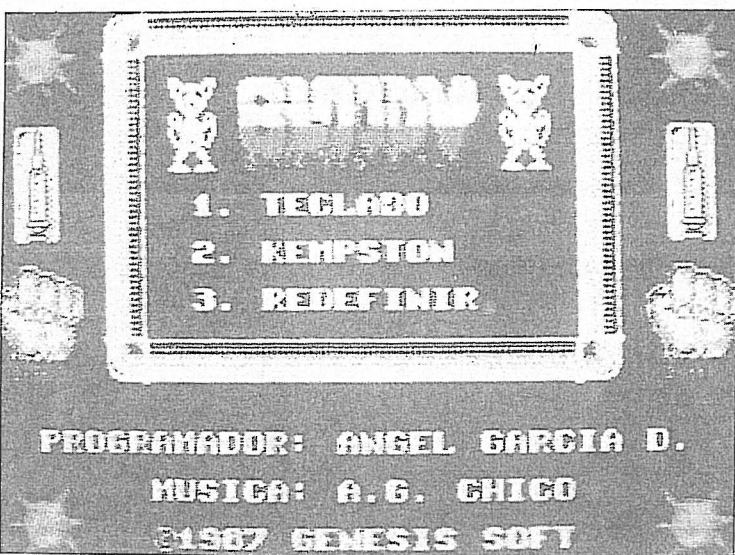 1. TECLADO
2. KEMPSTON
3. REDEFINIR
PROGRAMADOR: ANGEL GARCIA D.
MUSICA: A.G. CHICO
©1987 GENESIS SOFT